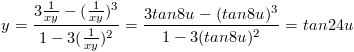 $y = \frac{3\frac{1}{xy} - (\frac{1}{xy})^3}{1 - 3(\frac{1}{xy})^2} = \frac{3tan8u - (tan8u)^3}{1 - 3(tan8u)^2} = tan24u$